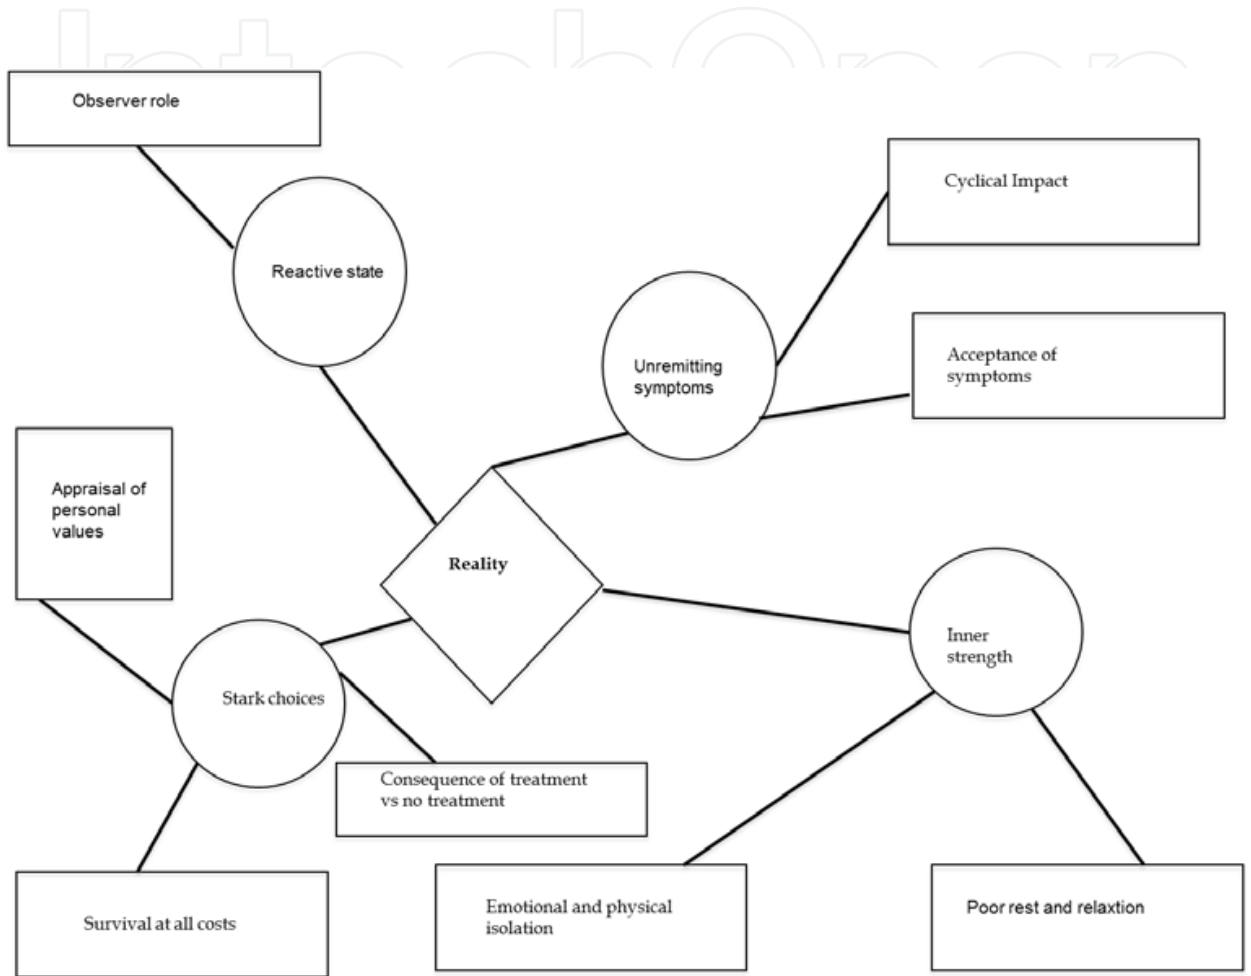 IntechOpen
Observer role
Cyclical Impact
Reactive state
Unremitting
symptoms
Acceptance of
symptoms
Appraisal of
personal
values
Reality
Inner
strength
Stark choices
Consequence of treatment
vs no treatment
Survival at all costs
Emotional and physical
isolation
Poor rest and relaxtion